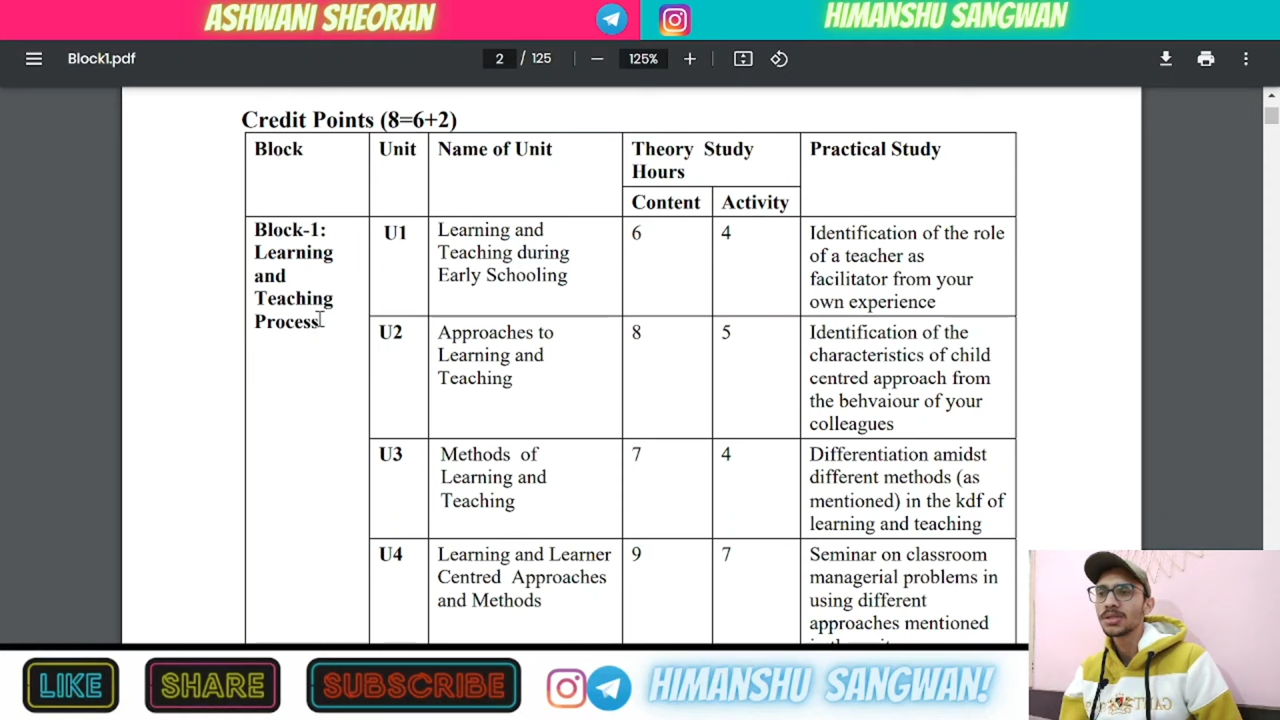 ASHWANI SHEORAN
HIMANSHU SANGWAN
Block1.pdf
2 / 125
125%
Credit Points (8=6+2)
Block
Unit
Name of Unit
Theory Study
Hours
Practical Study
Content
Activity
Block-1:
Learning
and
Teaching
Process
U1
Learning and
Teaching during
Early Schooling
6
4
Identification of the role
of a teacher as
facilitator from your
own experience
U2
Approaches to
Learning and
Teaching
8
5
Identification of the
characteristics of child
centred approach from
the behvaiour of your
colleagues
U3
Methods of
Learning and
Teaching
7
4
Differentiation amidst
different methods (as
mentioned) in the kdf of
learning and teaching
U4
Learning and Learner
Centred Approaches
and Methods
9
7
Seminar on classroom
managerial problems in
using different
approaches mentioned
LIKE
SHARE
SUBSCRIBE
HIMANSHU SANGWAN!